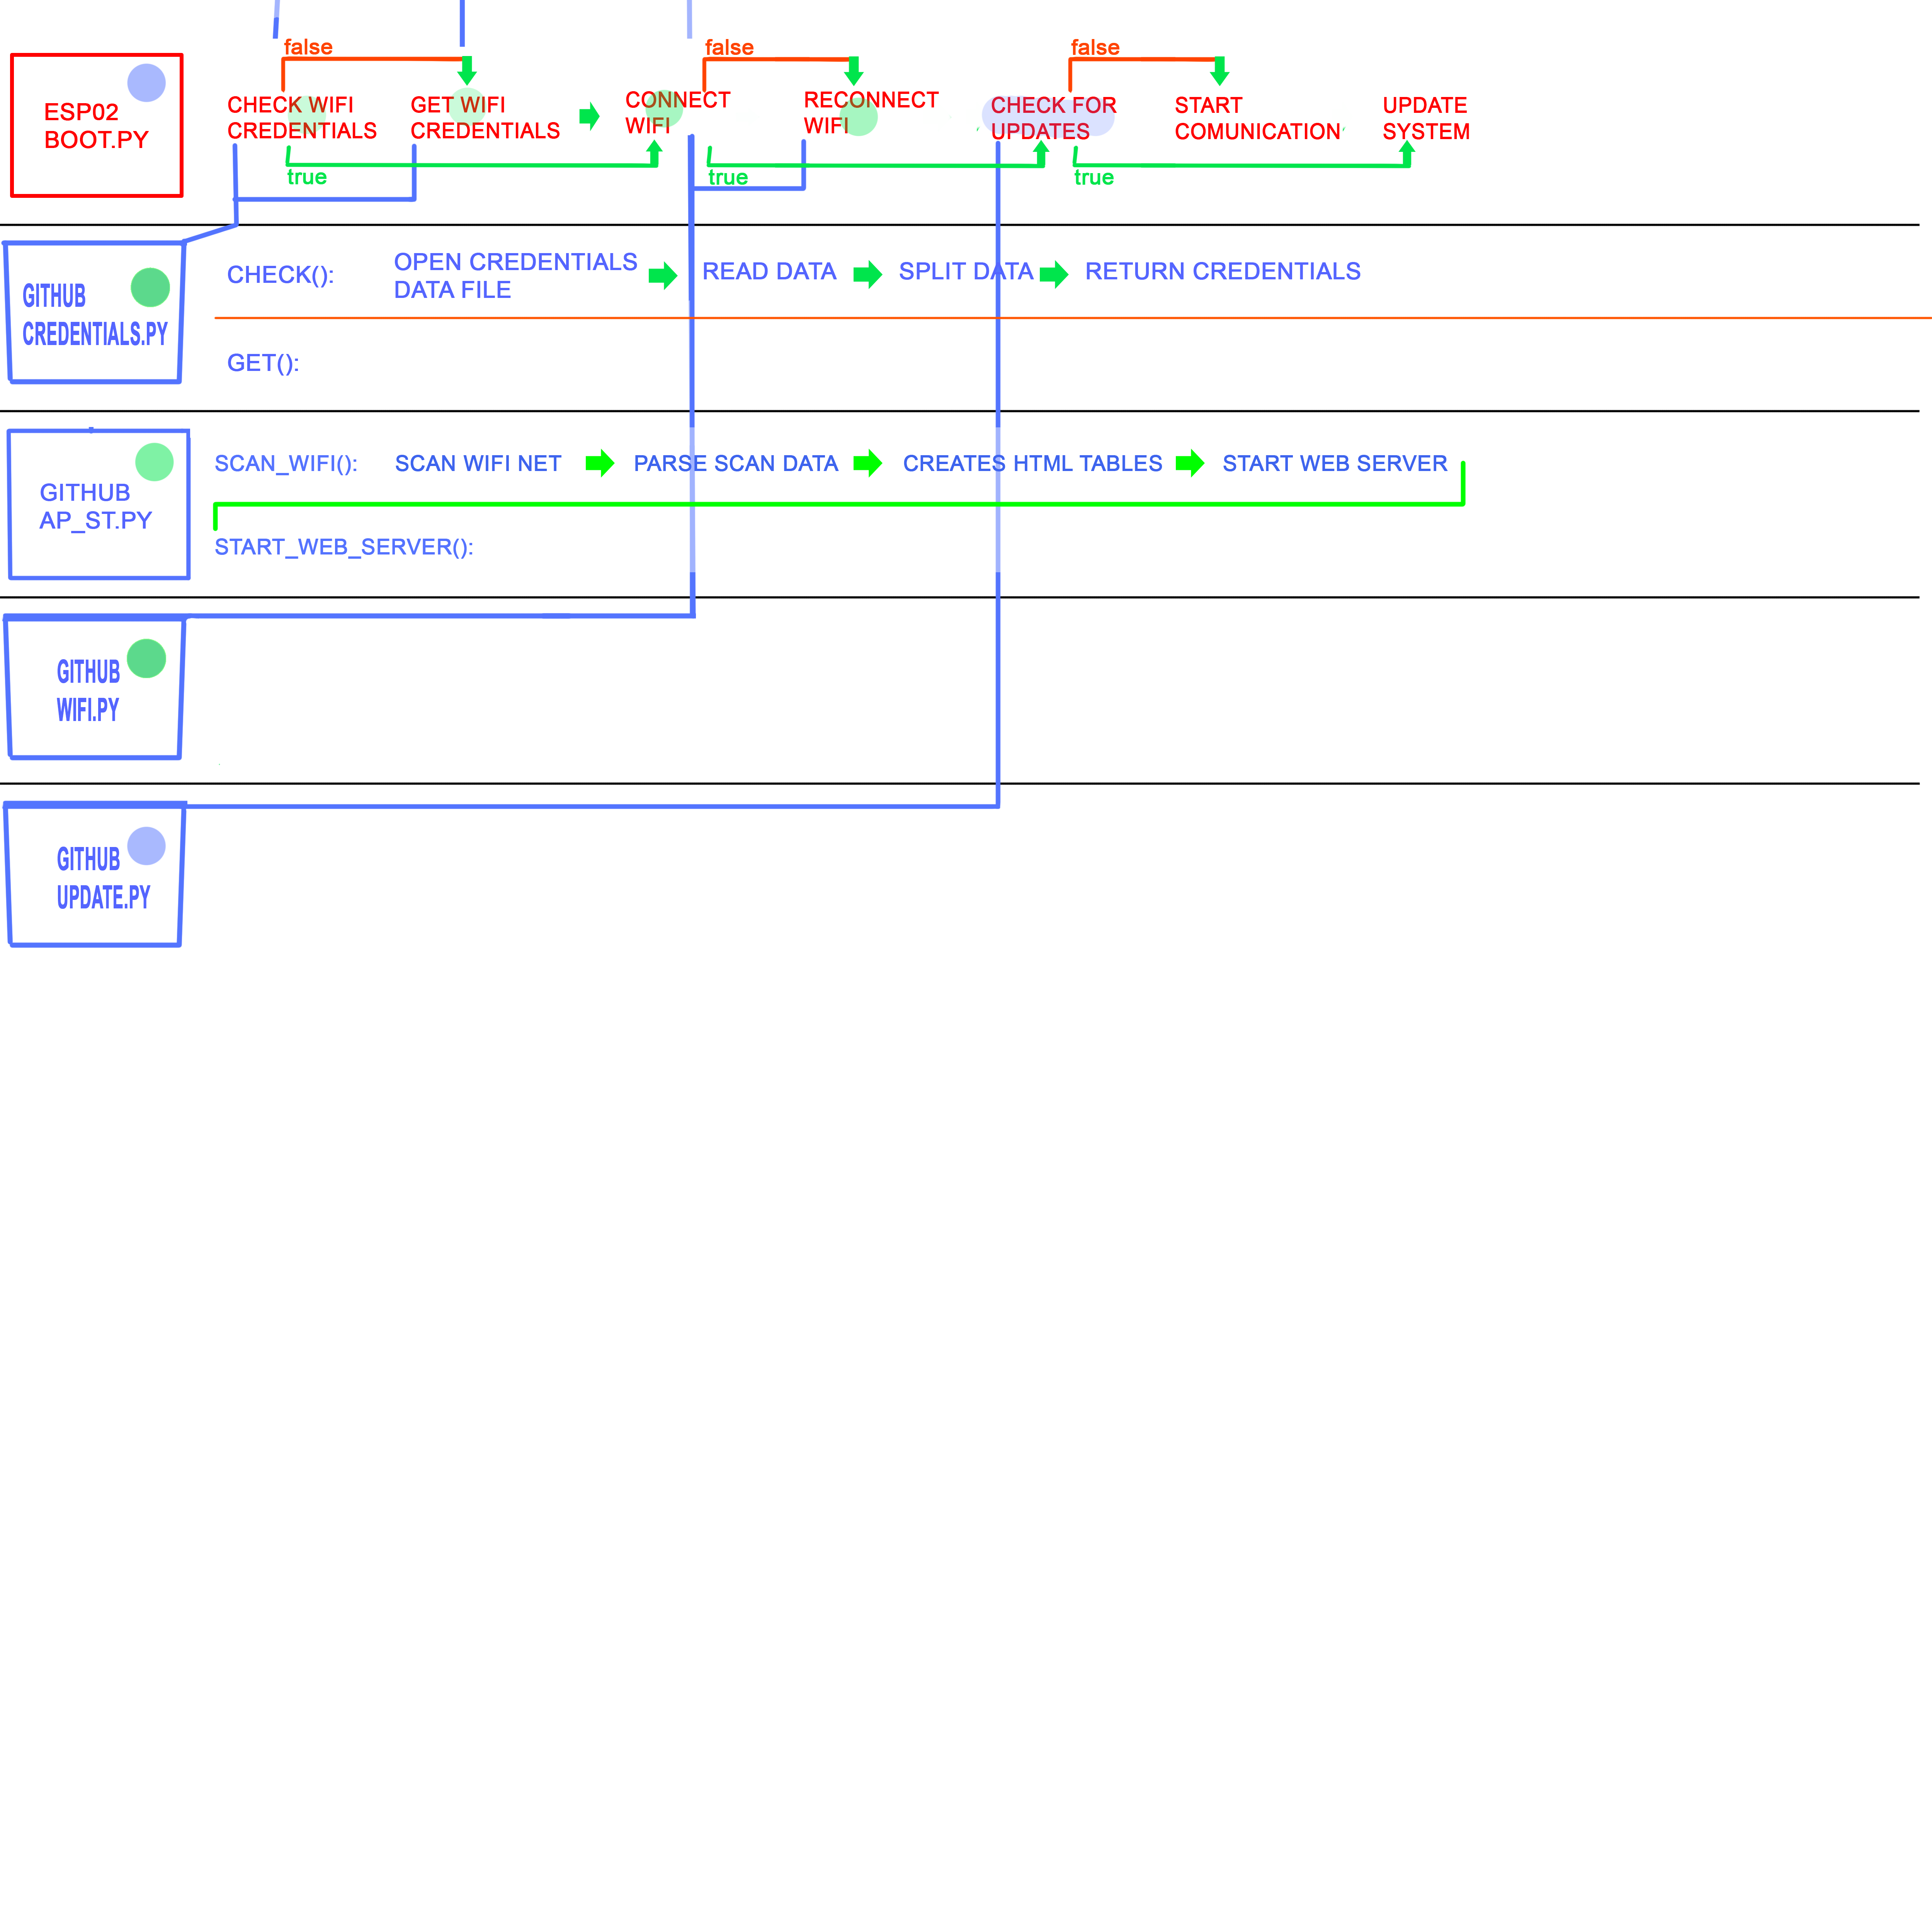 false
false
false
ESP02
BOOT.PY
CHECK WIFI
CREDENTIALS
GET WIFI
CREDENTIALS
CONNECT
WIFI
RECONNECT
WIFI
CHECK FOR
UPDATES
START
COMUNICATION
UPDATE
SYSTEM
true
true
true
GITHUB
CREDENTIALS.PY
CHECK():
OPEN CREDENTIALS
DATA FILE
READ DATA
SPLIT DATA
RETURN CREDENTIALS
GET():
GITHUB
AP_ST.PY
SCAN_WIFI():
SCAN WIFI NET
PARSE SCAN DATA
CREATES HTML TABLES
START WEB SERVER
START_WEB_SERVER():
GITHUB
WIFI.PY
GITHUB
UPDATE.PY